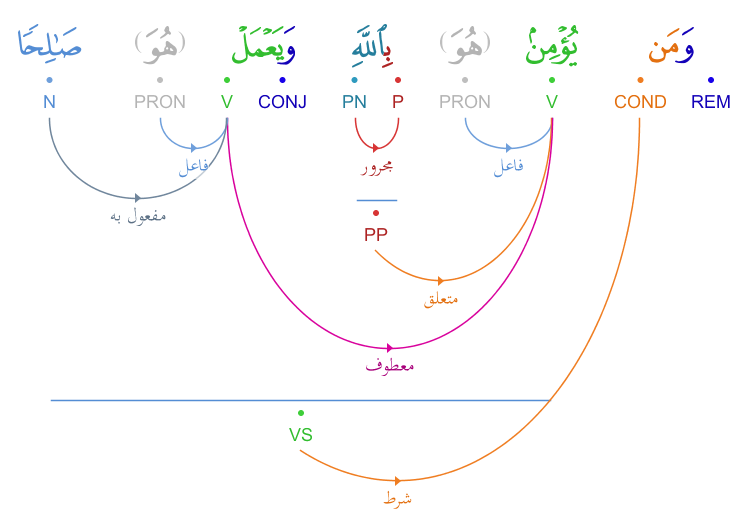 وَمَن يُؤْمِنۢ (هُوَ) بِٱللَّهِ وَيَعْمَلْ (هُوَ) صَـٰلِحًا
REM COND V PRON P PN CONJ V PRON N
فاعل مجرور فاعل
مفعول به
PP
متعلق
معطوف
VS
شرط